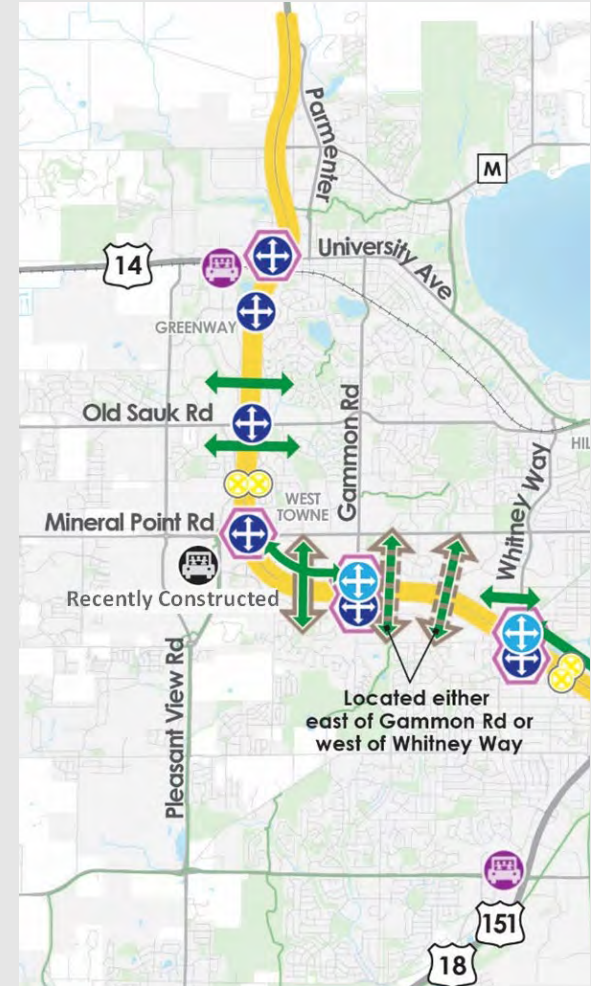 Parmenter
M
14
University Ave
GREENWAY
Old Sauk Rd
Gammon Rd
HIL
WEST
TOWNE
Whitney Way
Mineral Point Rd
Recently Constructed
Pleasant View Rd
Located either
east of Gammon Rd or
west of Whitney Way
151
18